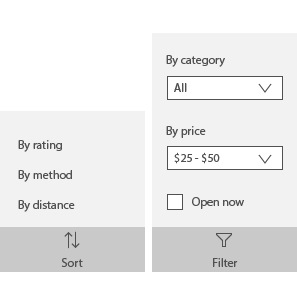 By rating
By method
By distance
Sort
By category
All
By price
$25 - $50
Open now
Filter